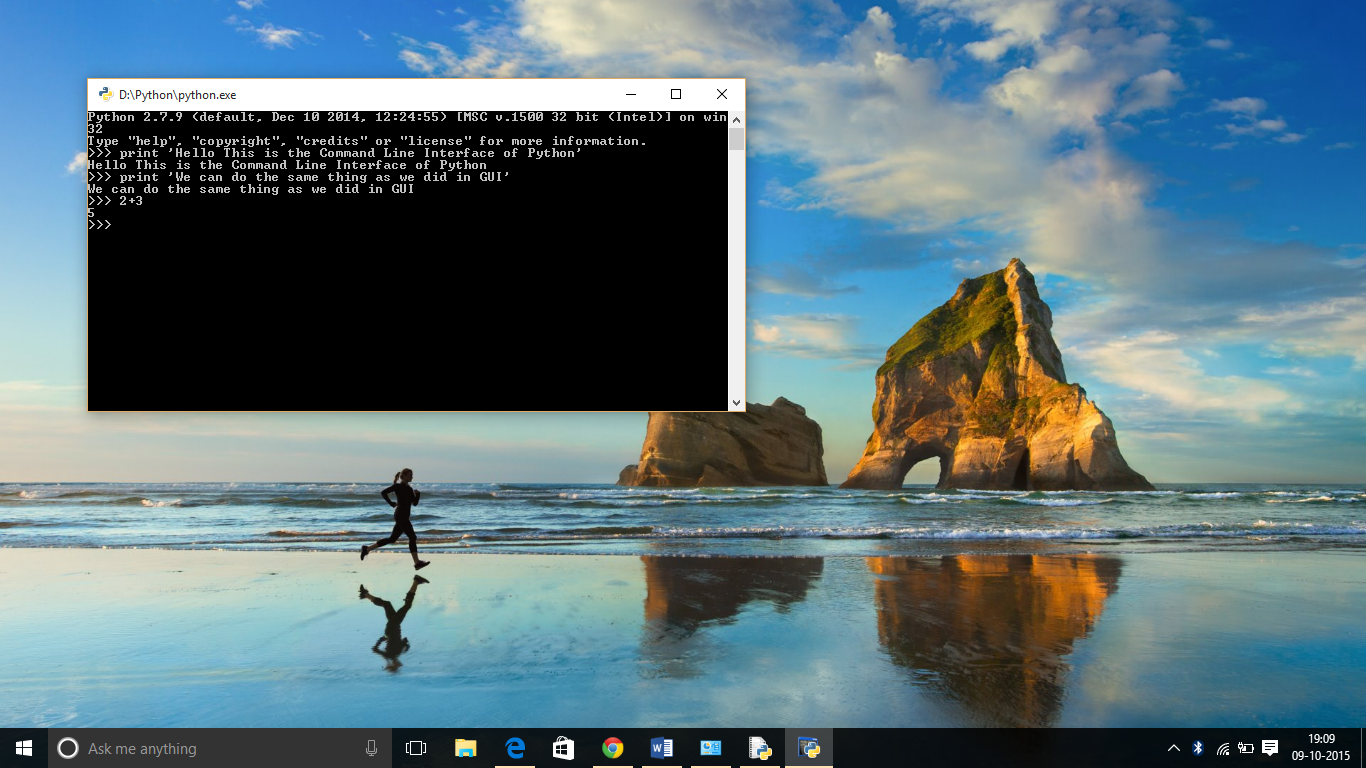 D:\Python\python.exe
Python 2.7.9 (default, Dec 10 2014, 12:24:55) [MSC v.1500 32 bit (Intel)] on win
32
Type "help", "copyright", "credits" or "license" for more information.
>>> print 'Hello This is the Command Line Interface of Python'
Hello This is the Command Line Interface of Python
>>> print 'We can do the same thing as we did in GUI'
We can do the same thing as we did in GUI
>>> 2+3
5
>>>
Ask me anything
19:09
09-10-2015